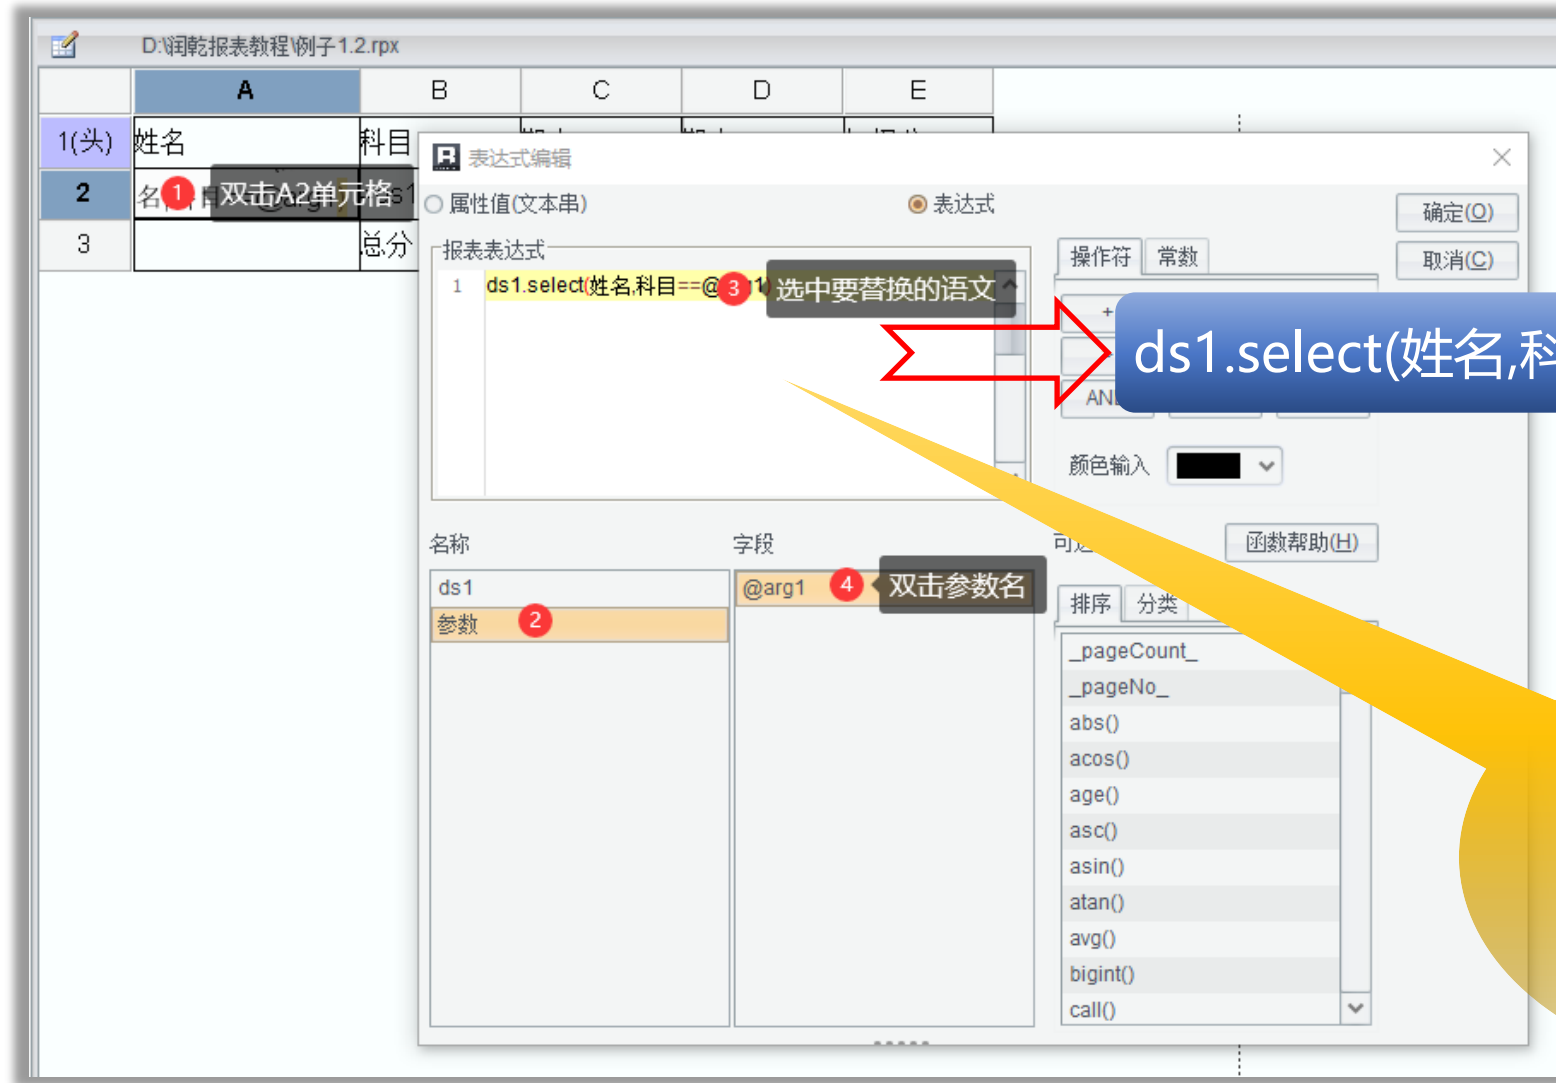 D:\润乾报表教程\例子1.2.rpx
A B C D E
1(头) 姓名 科目
2 名 1 双击A2单元格
3 总分
表达式编辑
属性值(文本串) 表达式
确定(O)
取消(C)
报表表达式
操作符 常数
1 ds1.select(姓名,科目==@ 3 1) 选中要替换的语文
+
ds1.select(姓名,科
AN
颜色输入
函数帮助(H)
名称 字段
ds1 @arg1 4 双击参数名
参数 2
排序 分类
_pageCount_
_pageNo_
abs()
acos()
age()
asc()
asin()
atan()
avg()
bigint()
call()